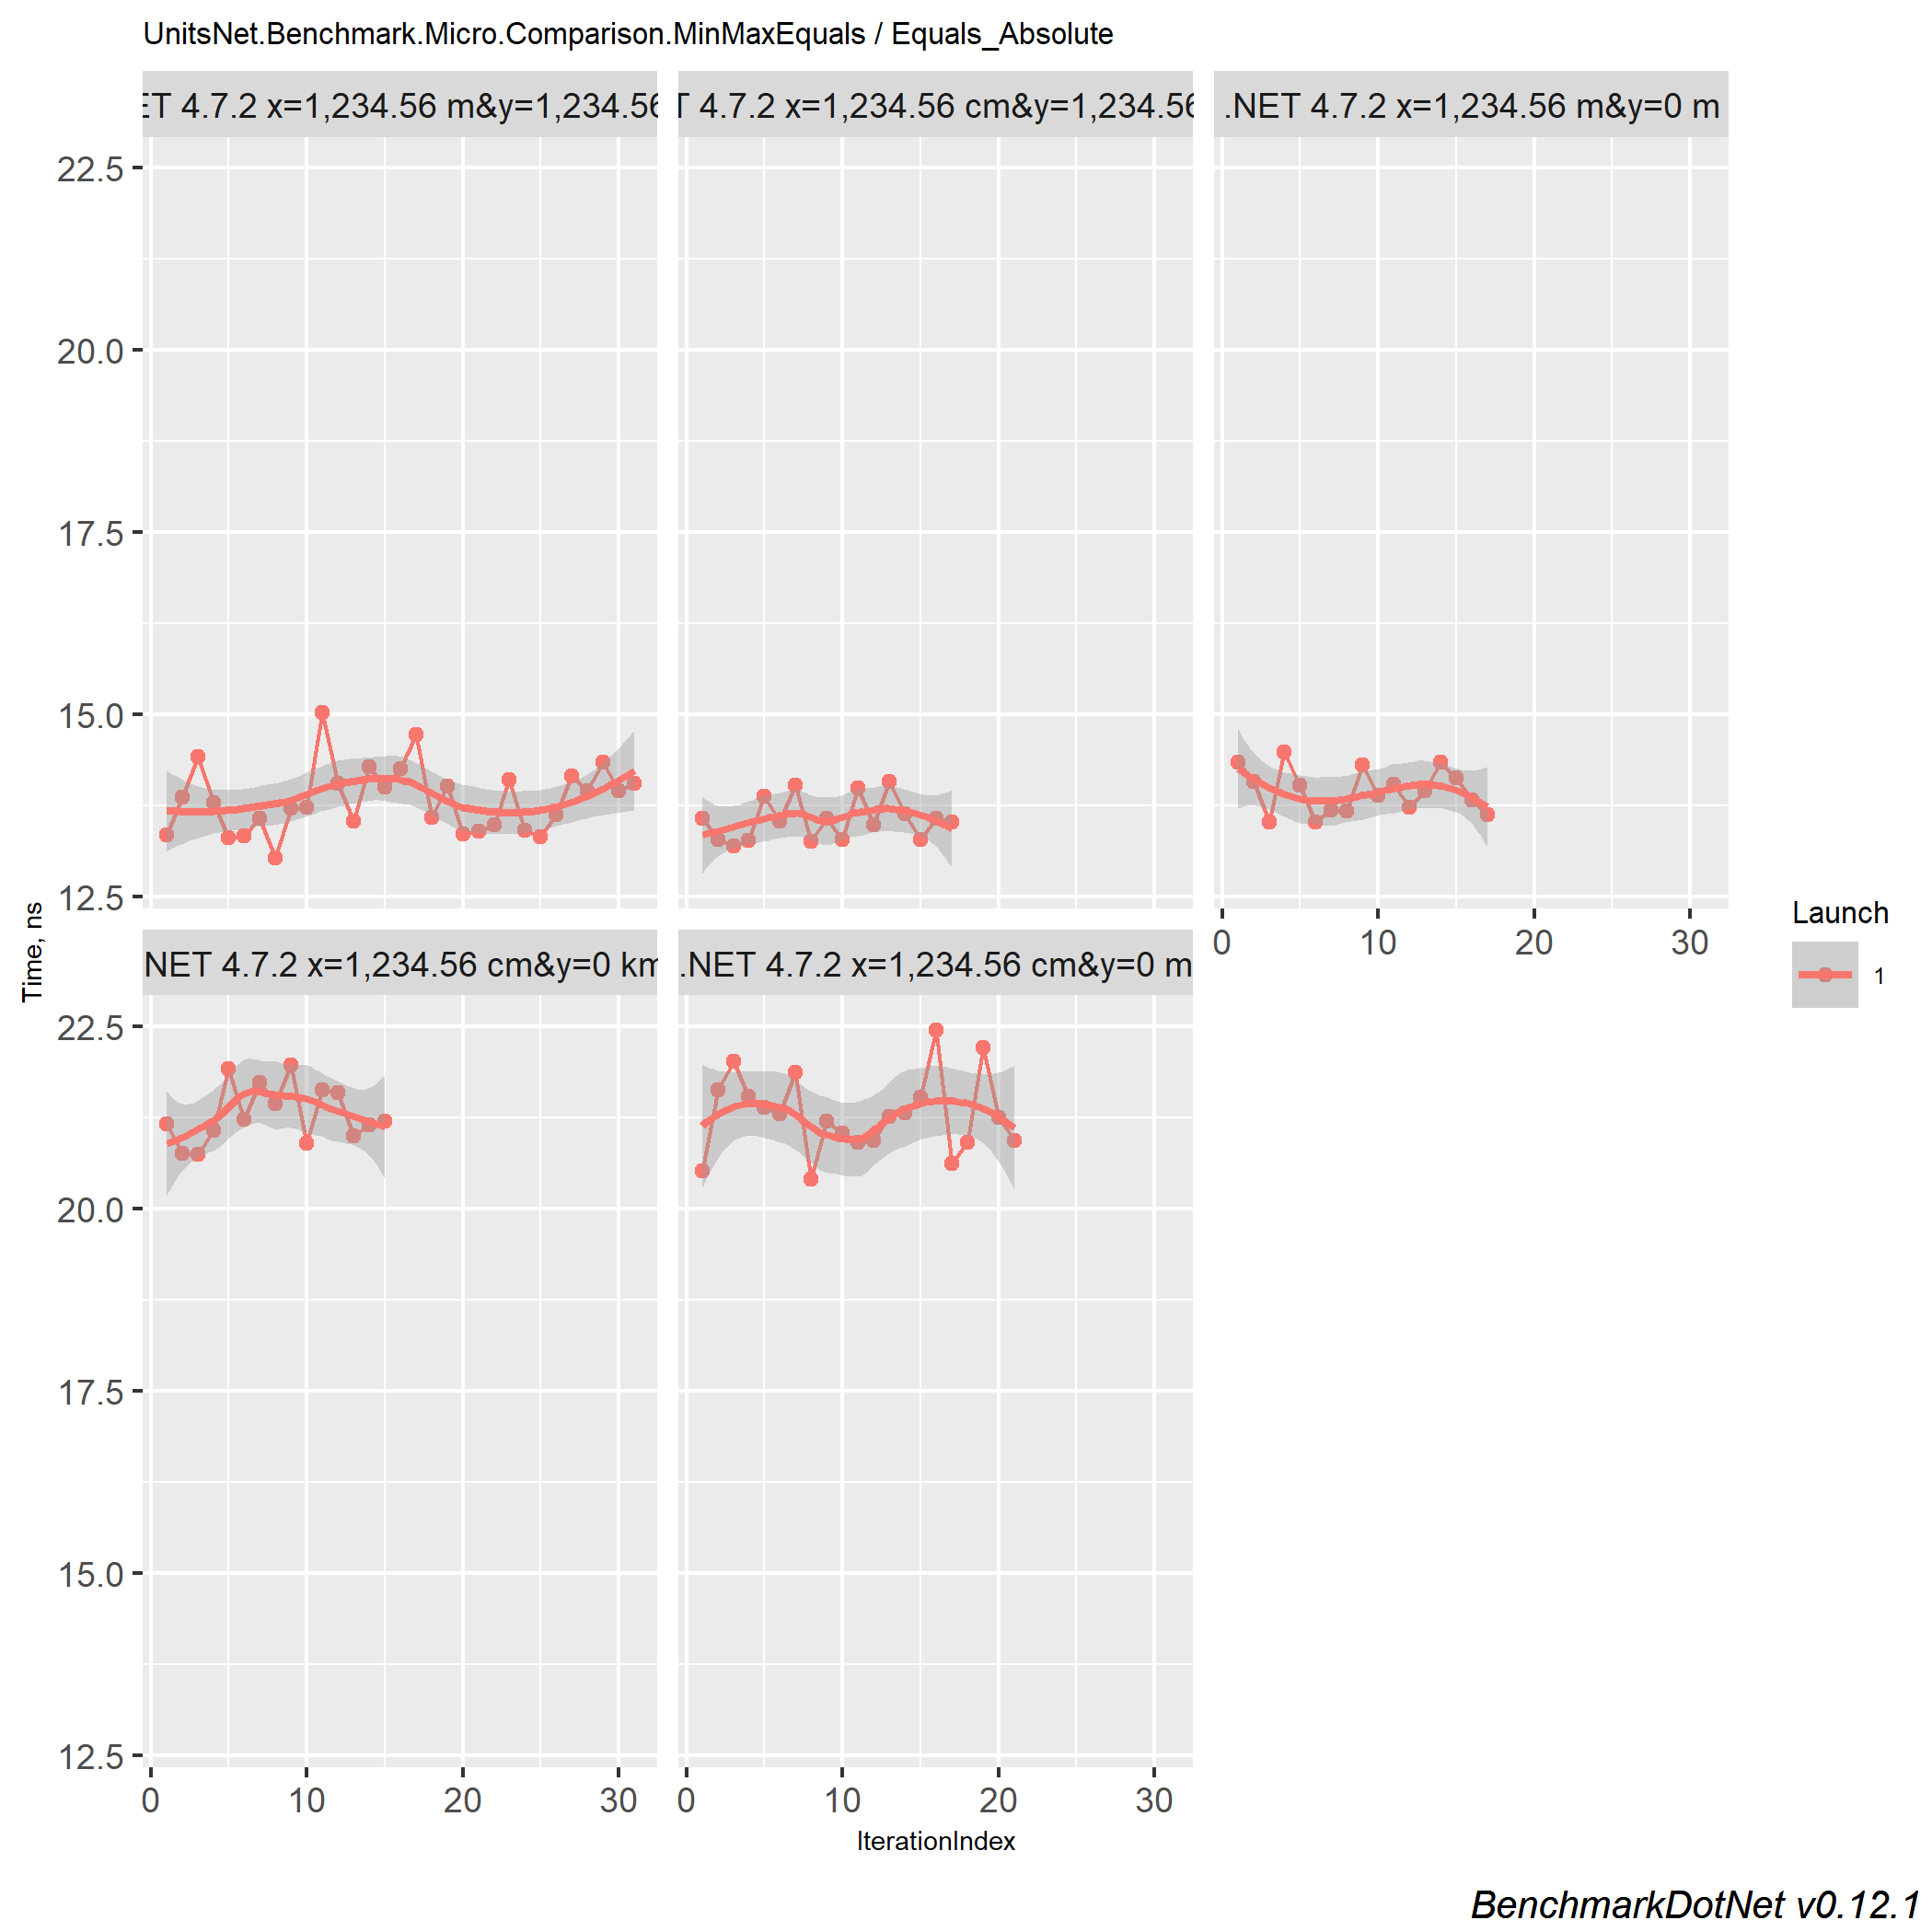 UnitsNet.Benchmark.Micro.Comparison.MinMaxEquals / Equals_Absolute
ET 4.7.2 x=1,234.56 m&y=1,234.56
T 4.7.2 x=1,234.56 cm&y=1,234.56
.NET 4.7.2 x=1,234.56 m&y=0 m
22.5
20.0
17.5
15.0
12.5
0 10 20 30
NET 4.7.2 x=1,234.56 cm&y=0 km
.NET 4.7.2 x=1,234.56 cm&y=0 m
22.5
20.0
17.5
15.0
12.5
0 10 20 30
0 10 20 30
Time, ns
IterationIndex
Launch
1
BenchmarkDotNet v0.12.1